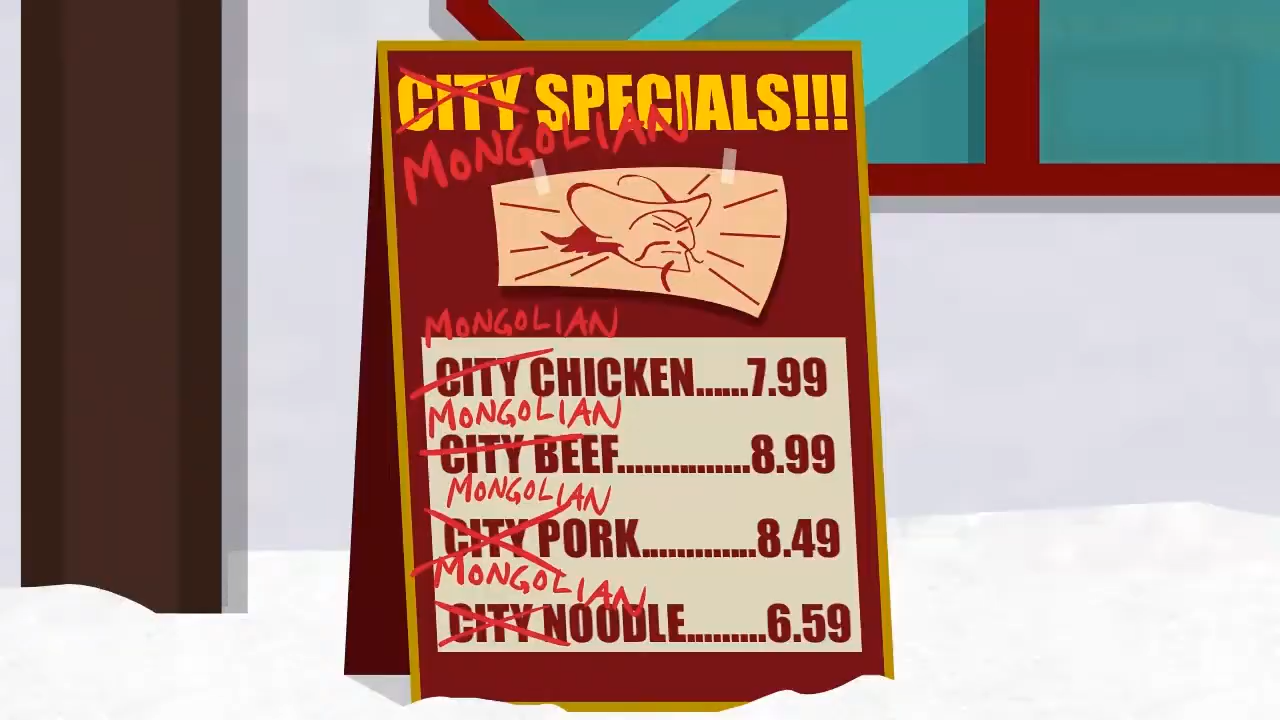 CITY SPECIALS!!!
MONGOLIAN
MONGOLIAN
CITY CHICKEN......7.99
MONGOLIAN
CITY BEEF................8.99
MONGOLIAN
CITY PORK.............8.49
MONGOLIAN
CITY NOODLE.........6.59